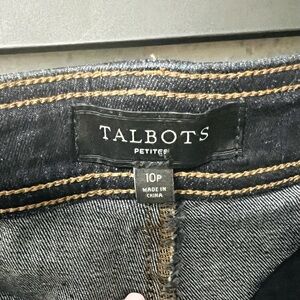 TALBOTS
PETITES
10P
MADE IN
CHINA